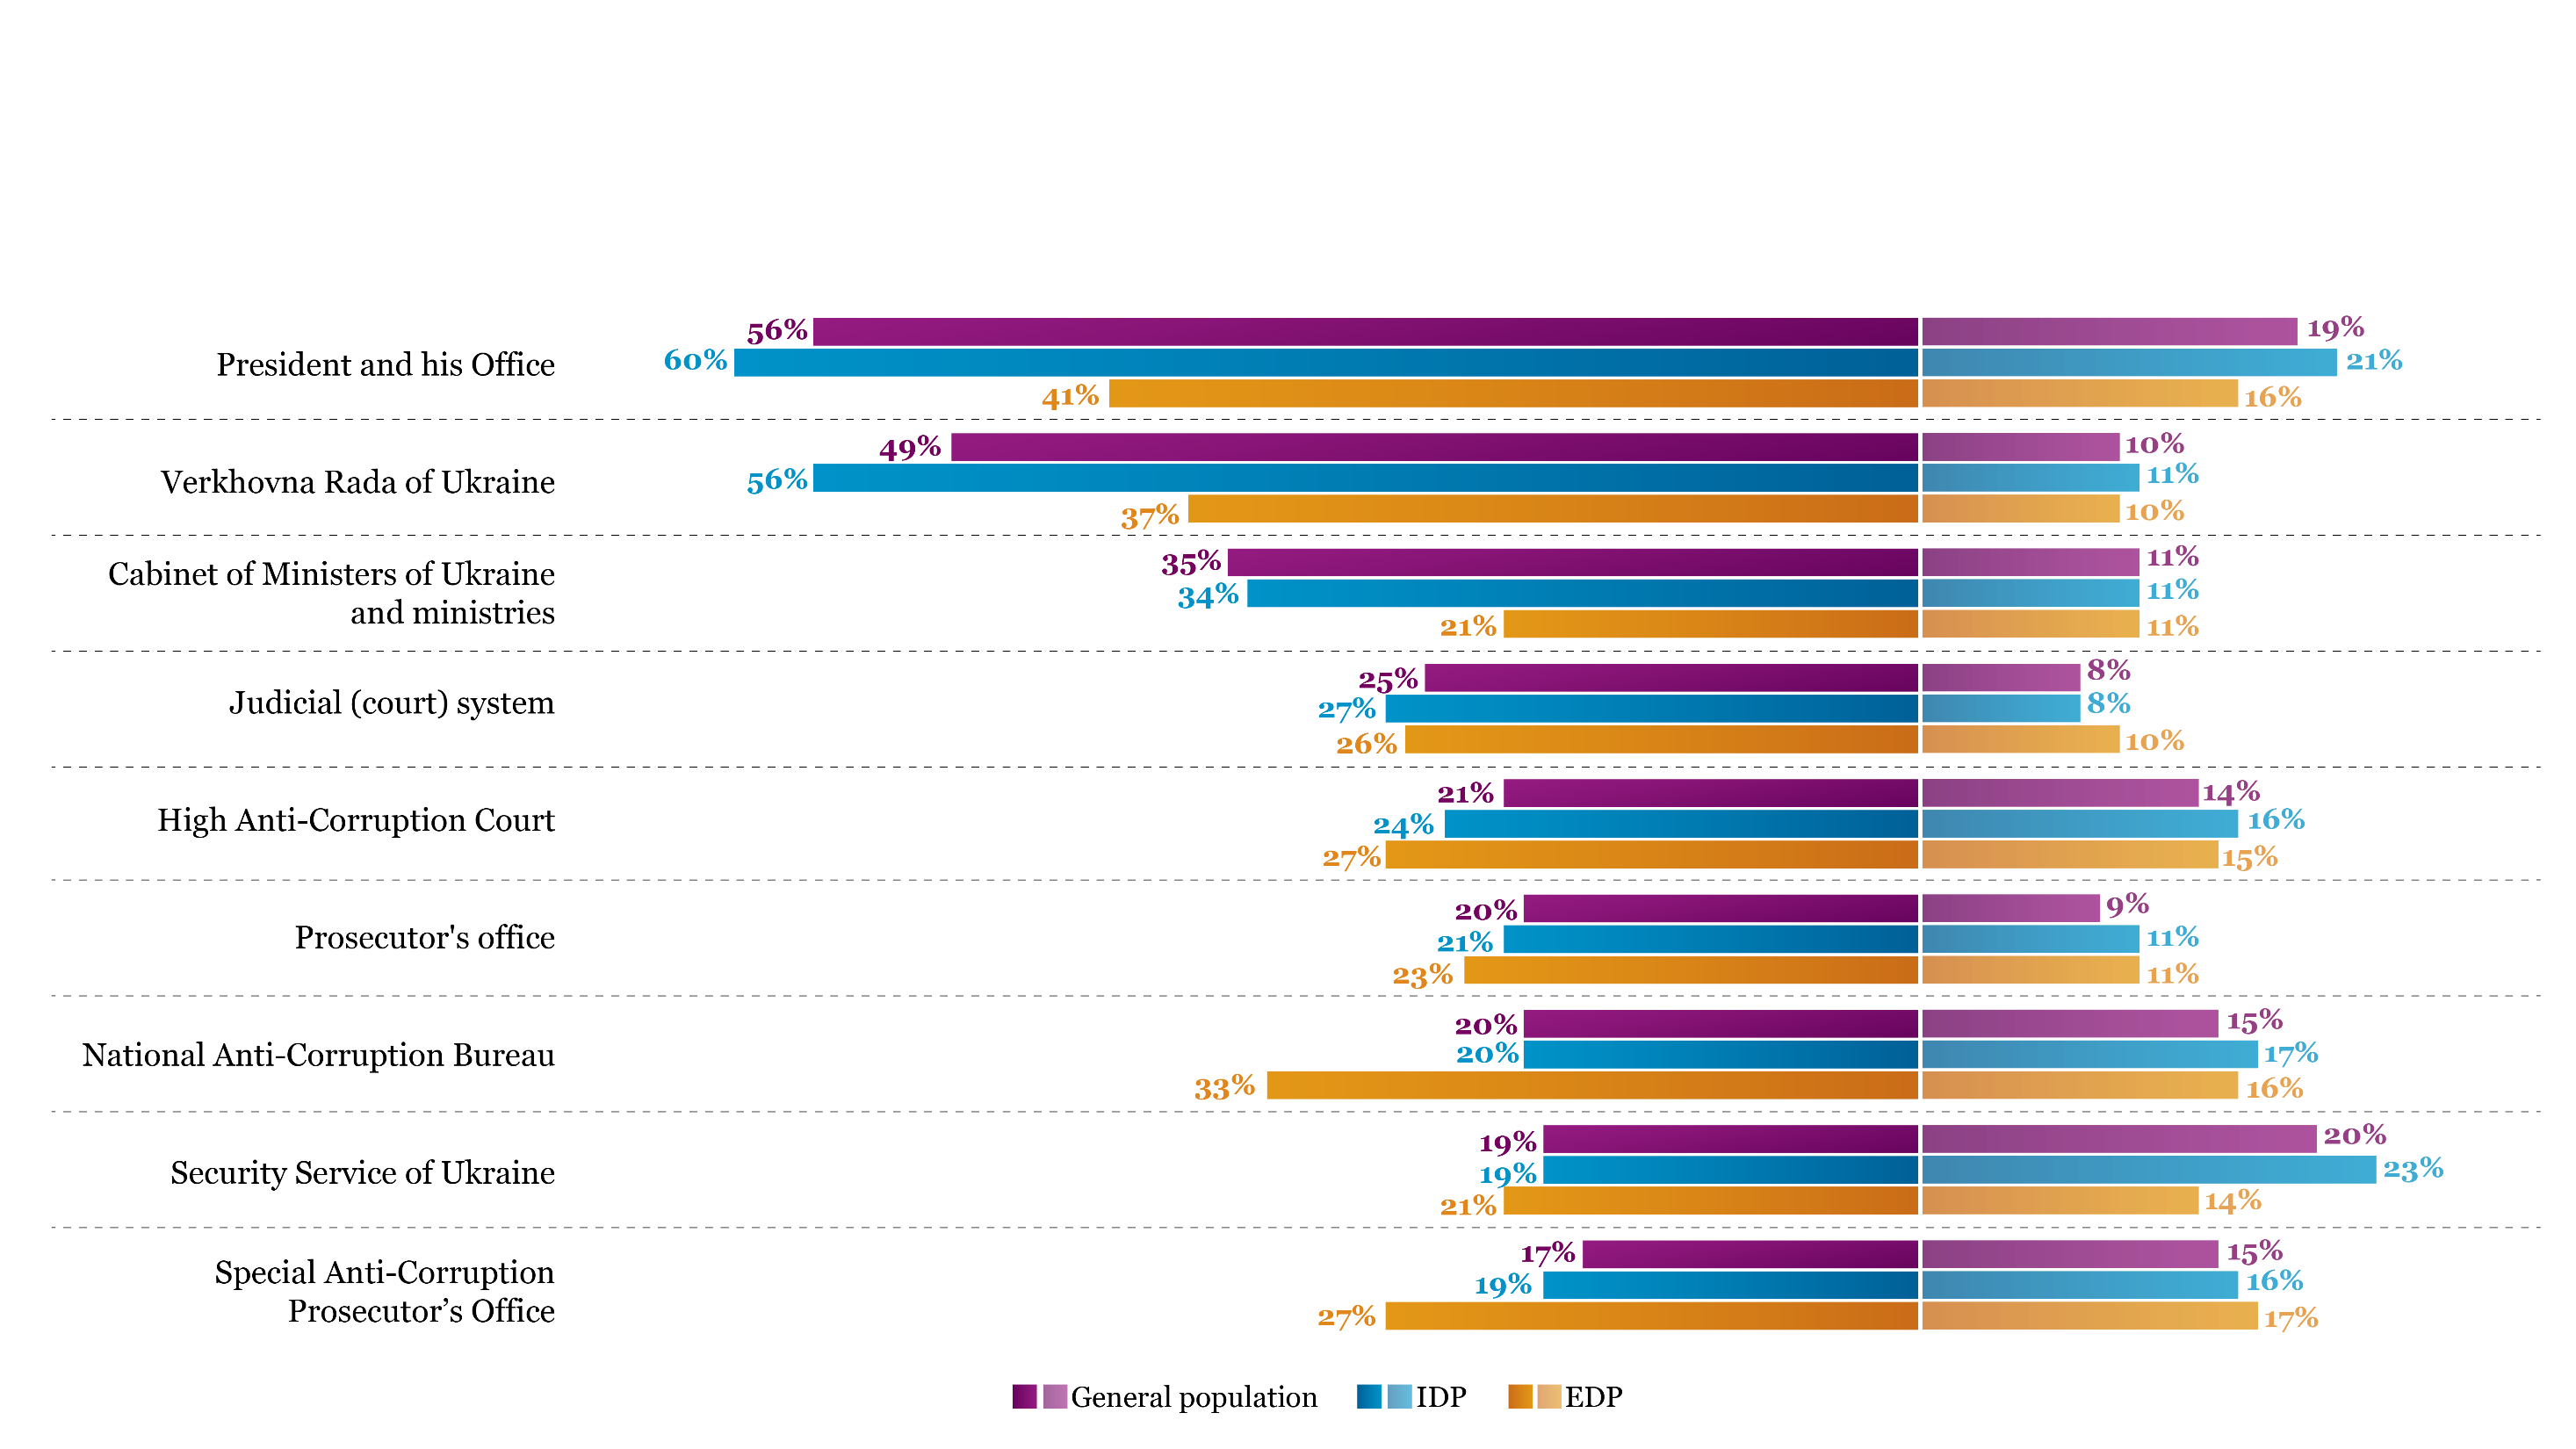 56% 19%
President and his Office 60% 21%
41% 16%
49% 10%
Verkhovna Rada of Ukraine 56% 11%
37% 10%
35% 11%
Cabinet of Ministers of Ukraine
and ministries 34% 11%
21% 11%
25% 8%
Judicial (court) system 27% 8%
26% 10%
21% 14%
High Anti-Corruption Court 24% 16%
27% 15%
20% 9%
Prosecutor's office 21% 11%
23% 11%
20% 15%
National Anti-Corruption Bureau 20% 17%
33% 16%
19% 20%
Security Service of Ukraine 19% 23%
21% 14%
17% 15%
Special Anti-Corruption 19% 16%
Prosecutor’s Office 27% 17%
General population IDP EDP